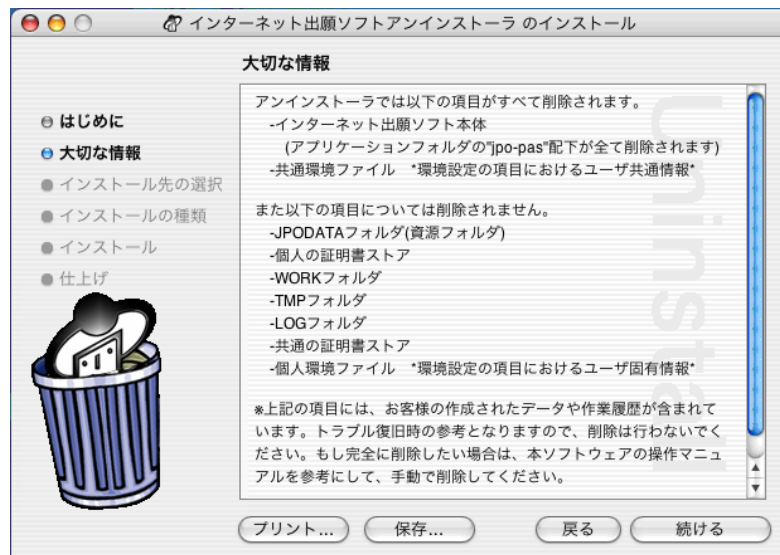 インターネット出願ソフトアンインストーラ のインストール
大切な情報
はじめに
大切な情報
インストール先の選択
インストールの種類
インストール
仕上げ
アンインストーラでは以下の項目がすべて削除されます。
-インターネット出願ソフト本体
(アプリケーションフォルダの"jpo-pas"配下が全て削除されます)
-共通環境ファイル *環境設定の項目におけるユーザ共通情報*
また以下の項目については削除されません。
-JPODATAフォルダ(資源フォルダ)
-個人の証明書ストア
-WORKフォルダ
-TMPフォルダ
-LOGフォルダ
-共通の証明書ストア
-個人環境ファイル *環境設定の項目におけるユーザ固有情報*
※上記の項目には、お客様の作成されたデータや作業履歴が含まれて
います。トラブル復旧時の参考となりますので、削除は行わないでく
ださい。もし完全に削除したい場合は、本ソフトウェアの操作マニュ
アルを参考にして、手動で削除してください。
Uninstall
プリント...
保存...
戻る
続ける